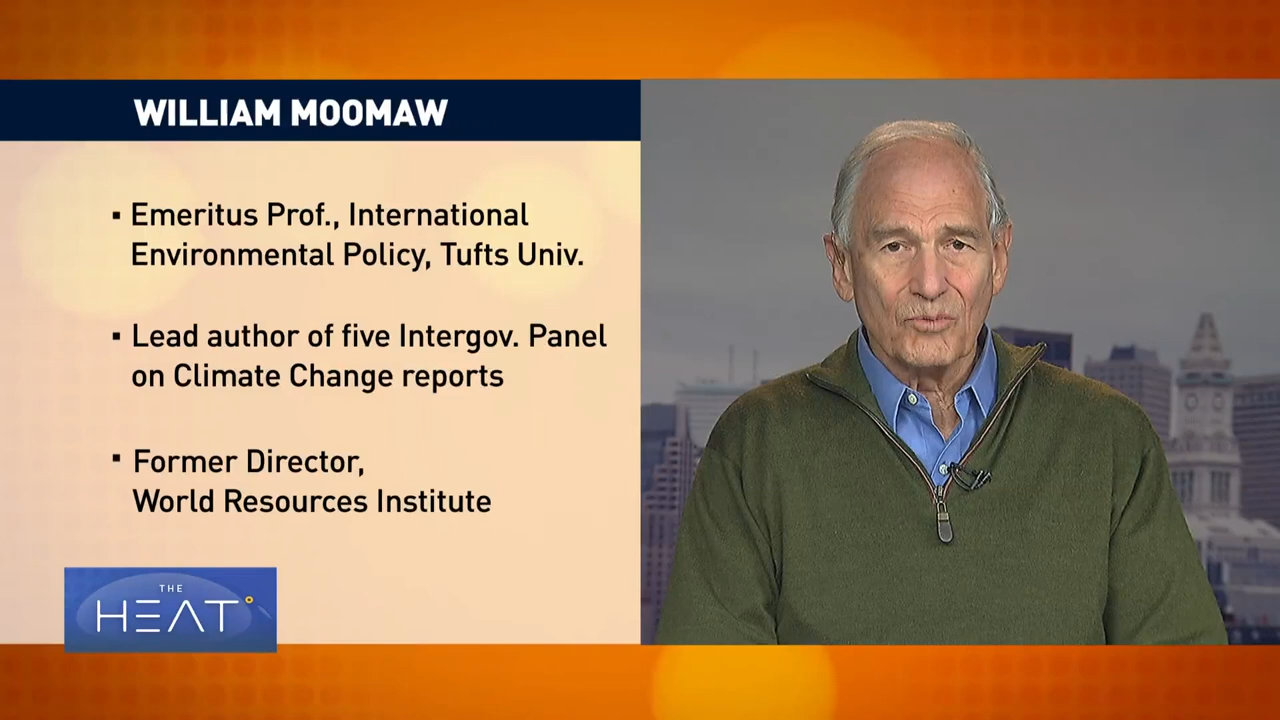 WILLIAM MOOMAW
▪ Emeritus Prof., International
Environmental Policy, Tufts Univ.
▪ Lead author of five Intergov. Panel
on Climate Change reports
▪ Former Director,
World Resources Institute
THE
HEAT